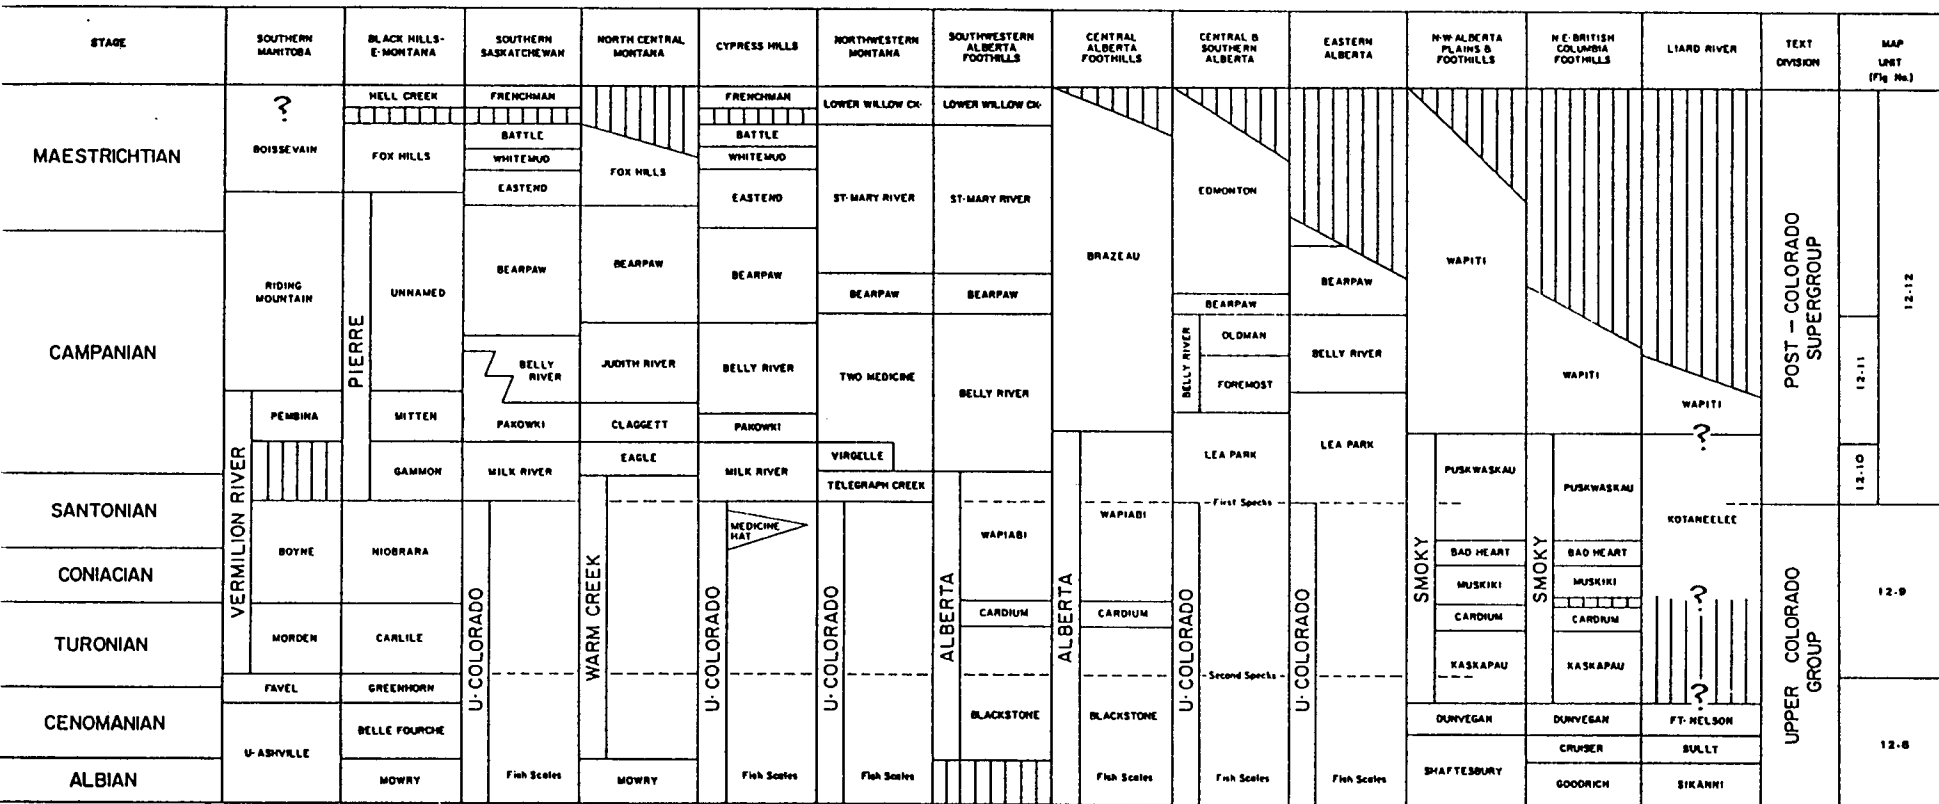 STAGE
SOUTHERN
MANITOBA
BLACK HILLS-
E·MONTANA
SOUTHERN
SASKATCHEWAN
NORTH CENTRAL
MONTANA
CYPRESS HILLS
NORTHWESTERN
MONTANA
SOUTHWESTERN
ALBERTA
FOOTHILLS
CENTRAL
ALBERTA
FOOTHILLS
CENTRAL &
SOUTHERN
ALBERTA
EASTERN
ALBERTA
N·W·ALBERTA
PLAINS &
FOOTHILLS
N·E·BRITISH
COLUMBIA
FOOTHILLS
LIARD RIVER
TEXT
DIVISION
MAP
UNIT
(Fig No.)
MAESTRICHTIAN
CAMPANIAN
SANTONIAN
CONIACIAN
TURONIAN
CENOMANIAN
ALBIAN
?
BOISSEVAIN
RIDING
MOUNTAIN
VERMILION RIVER
PEMBINA
BOYNE
MORDEN
FAVEL
U·ASHVILLE
HELL CREEK
FOX HILLS
PIERRE
UNNAMED
MITTEN
GAMMON
NIOBRARA
CARLILE
GREENHORN
BELLE FOURCHE
MOWRY
FRENCHMAN
BATTLE
WHITEMUD
EASTEND
BEARPAW
BELLY
RIVER
PAKOWKI
MILK RIVER
U·COLORADO
Fish Scales
FOX HILLS
BEARPAW
JUDITH RIVER
CLAGGETT
EAGLE
WARM CREEK
MOWRY
FRENCHMAN
BATTLE
WHITEMUD
EASTEND
BEARPAW
BELLY RIVER
PAKOWKI
MILK RIVER
MEDICINE
HAT
U·COLORADO
Fish Scales
LOWER WILLOW CK·
ST·MARY RIVER
BEARPAW
TWO MEDICINE
VIRGELLE
TELEGRAPH CREEK
U·COLORADO
Fish Scales
LOWER WILLOW CK·
ST·MARY RIVER
BEARPAW
BELLY RIVER
ALBERTA
WAPIABI
CARDIUM
BLACKSTONE
BRAZEAU
ALBERTA
WAPIABI
CARDIUM
BLACKSTONE
Fish Scales
EDMONTON
BEARPAW
BELLY RIVER
OLDMAN
FOREMOST
LEA PARK
First Specks
U·COLORADO
Second Specks
Fish Scales
BEARPAW
BELLY RIVER
LEA PARK
U·COLORADO
Fish Scales
WAPITI
SMOKY
PUSKWASKAU
BAD HEART
MUSKIKI
CARDIUM
KASKAPAU
DUNVEGAN
SHAFTESBURY
WAPITI
SMOKY
PUSKWASKAU
BAD HEART
MUSKIKI
CARDIUM
KASKAPAU
DUNVEGAN
CRUISER
GOODRICH
WAPITI
?
KOTANEELEE
?
?
FT·NELSON
SULLY
SIKANNI
POST – COLORADO
SUPERGROUP
UPPER COLORADO
GROUP
12-12
12-11
12-10
12-9
12-8